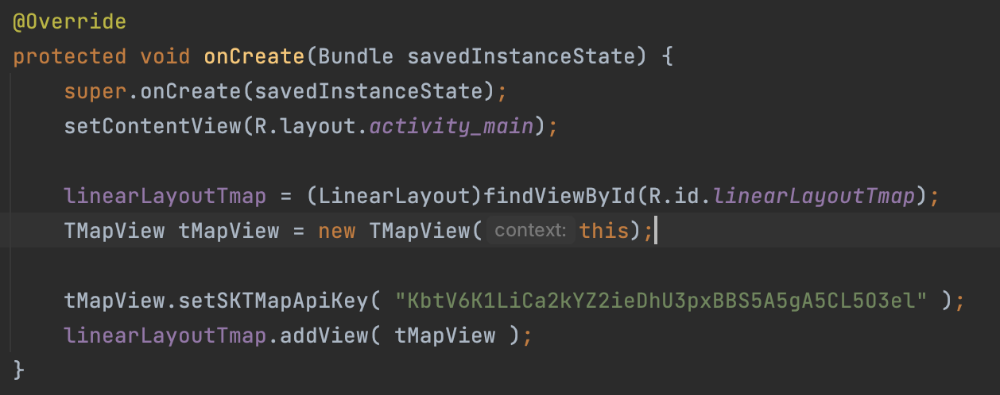 @Override
protected void onCreate(Bundle savedInstanceState) {
super.onCreate(savedInstanceState);
setContentView(R.layout.activity_main);
linearLayoutTmap = (LinearLayout)findViewById(R.id.linearLayoutTmap);
TMapView tMapView = new TMapView( context: this);
tMapView.setSKTMapApiKey( "KbtV6K1LiCa2kYZ2ieDhU3pxBBS5A5gA5CL5O3el" );
linearLayoutTmap.addView( tMapView );
}